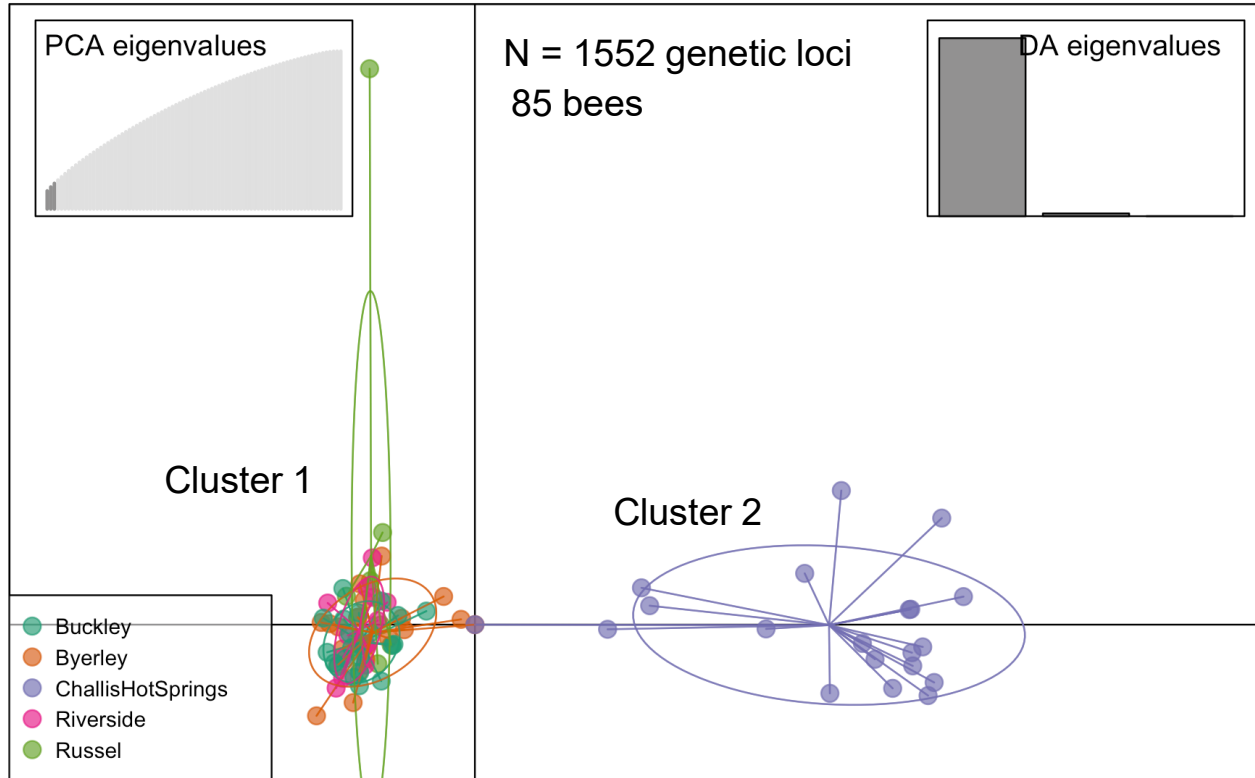 PCA eigenvalues
N = 1552 genetic loci
85 bees
DA eigenvalues
Cluster 1
Cluster 2
Buckley
Byerley
ChallisHotSprings
Riverside
Russel